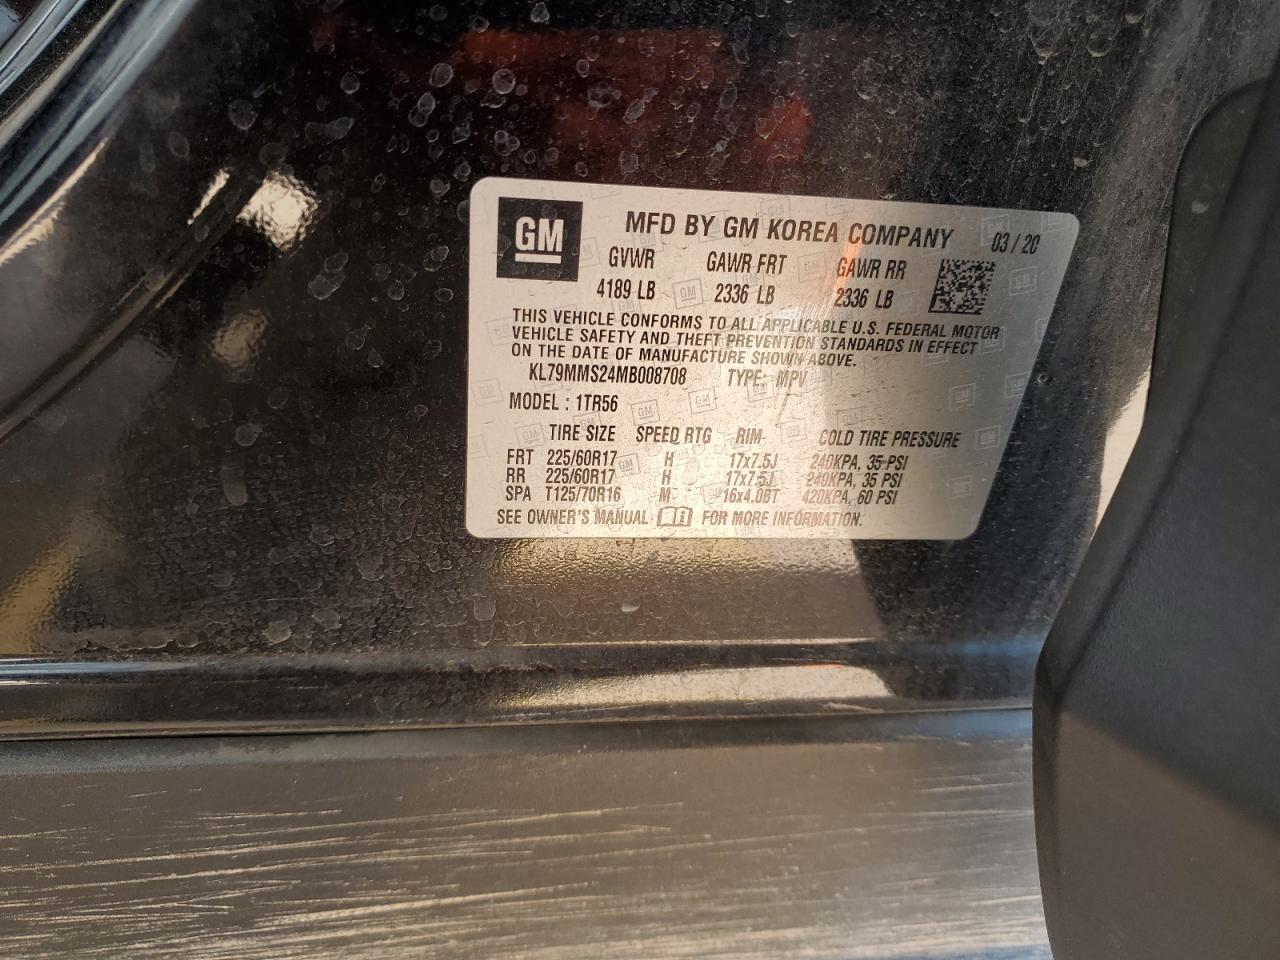 GM
MFD BY GM KOREA COMPANY 03/20
GVWR GAWR FRT GAWR RR
4189 LB 2336 LB 2336 LB
THIS VEHICLE CONFORMS TO ALL APPLICABLE U.S. FEDERAL MOTOR
VEHICLE SAFETY AND THEFT PREVENTION STANDARDS IN EFFECT
ON THE DATE OF MANUFACTURE SHOWN ABOVE.
KL79MMS24MB008708 TYPE: MPV
MODEL : 1TR56
TIRE SIZE SPEED RTG RIM COLD TIRE PRESSURE
FRT 225/60R17 H 17x7.5J 240KPA, 35 PSI
RR 225/60R17 H 17x7.5J 240KPA, 35 PSI
SPA T125/70R16 M 16x4.0BT 420KPA, 60 PSI
SEE OWNER'S MANUAL FOR MORE INFORMATION.